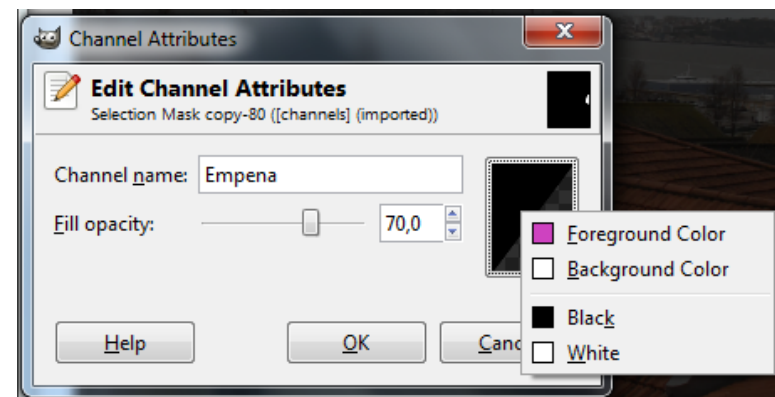 Channel Attributes
Edit Channel Attributes
Selection Mask copy-80 ([channels] (imported))
Channel name: Empena
Fill opacity: 70,0
Foreground Color
Background Color
Black
White
Help
OK